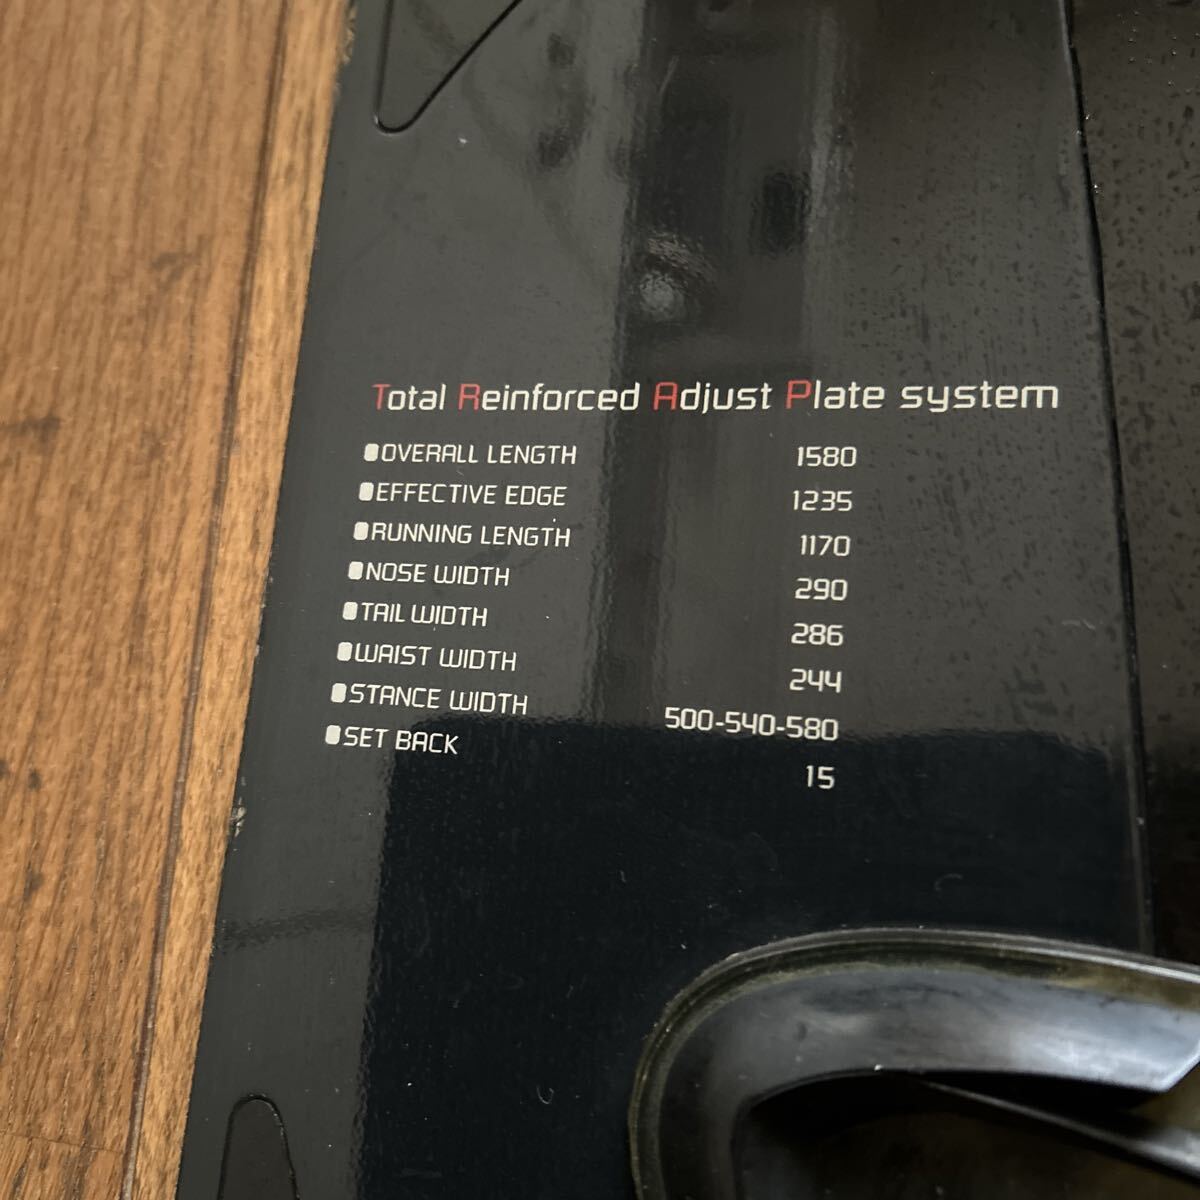 Total Reinforced Adjust Plate system
OVERALL LENGTH 1580
EFFECTIVE EDGE 1235
RUNNING LENGTH 1170
NOSE WIDTH 290
TAIL WIDTH 286
WAIST WIDTH 244
STANCE WIDTH 500-540-580
SET BACK 15